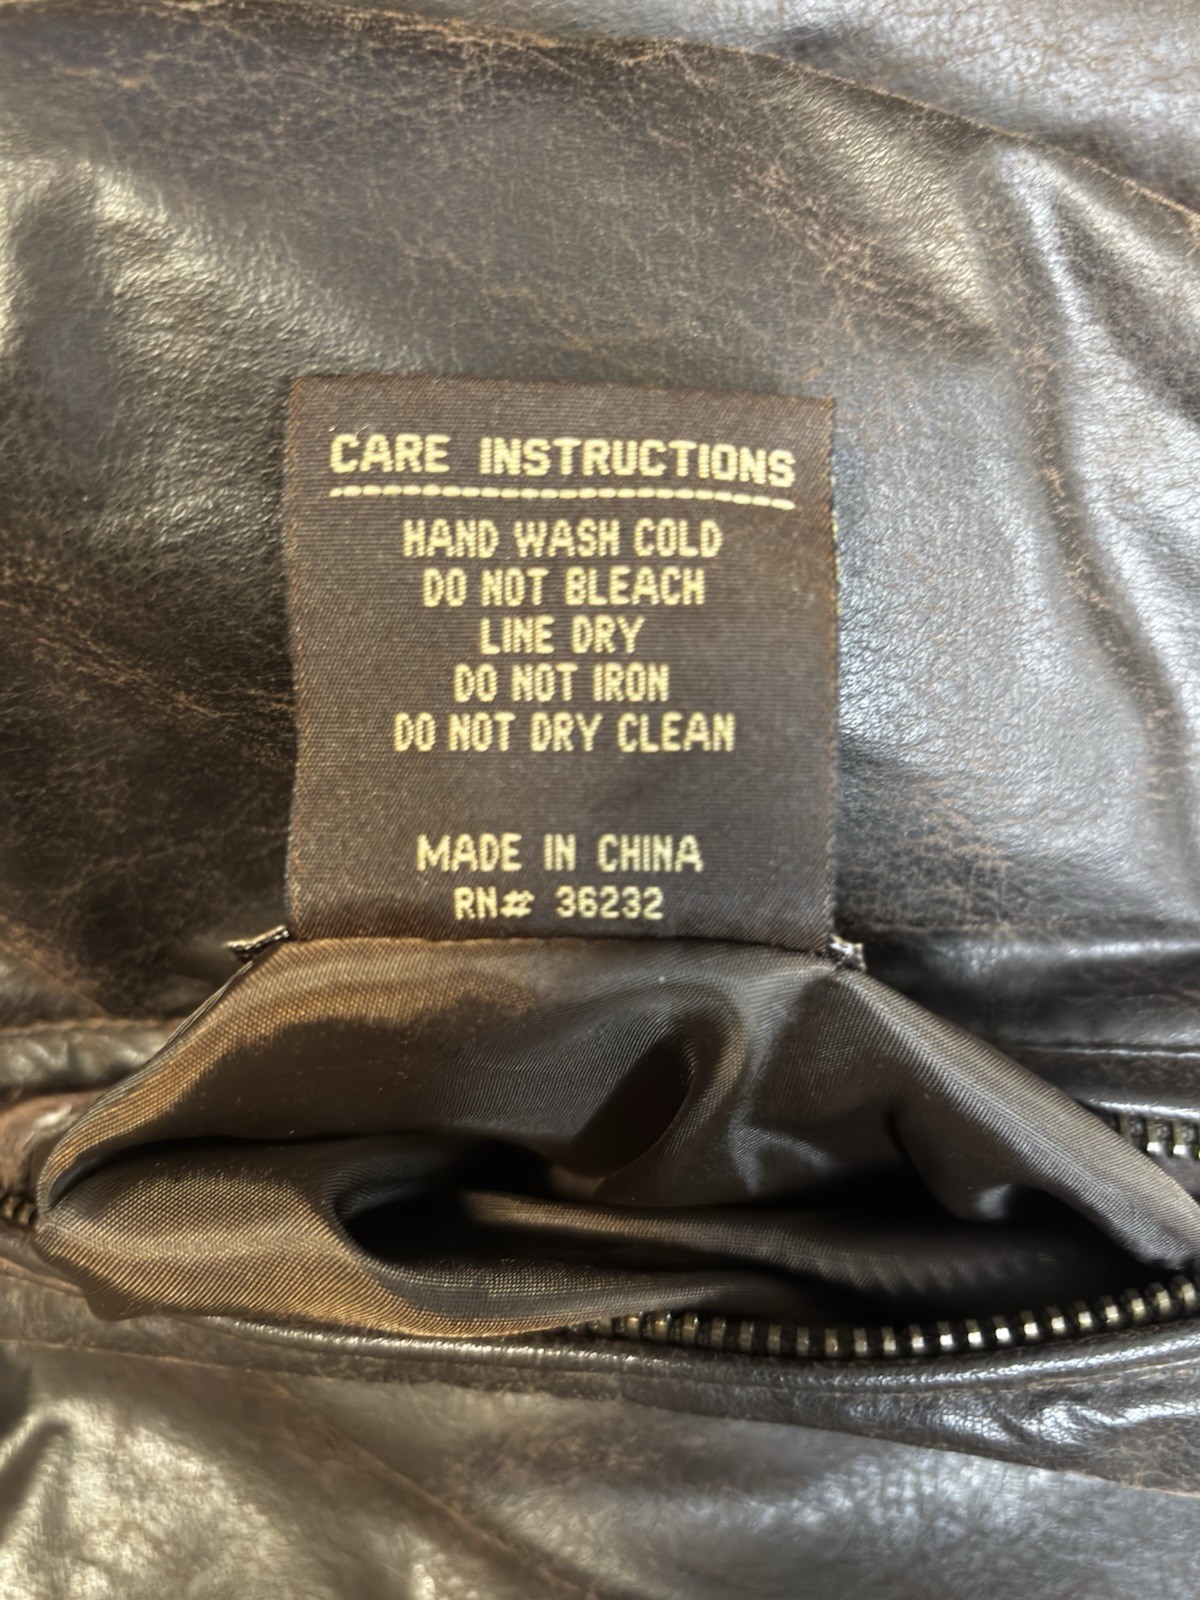 CARE INSTRUCTIONS
HAND WASH COLD
DO NOT BLEACH
LINE DRY
DO NOT IRON
DO NOT DRY CLEAN
MADE IN CHINA
RN# 36232